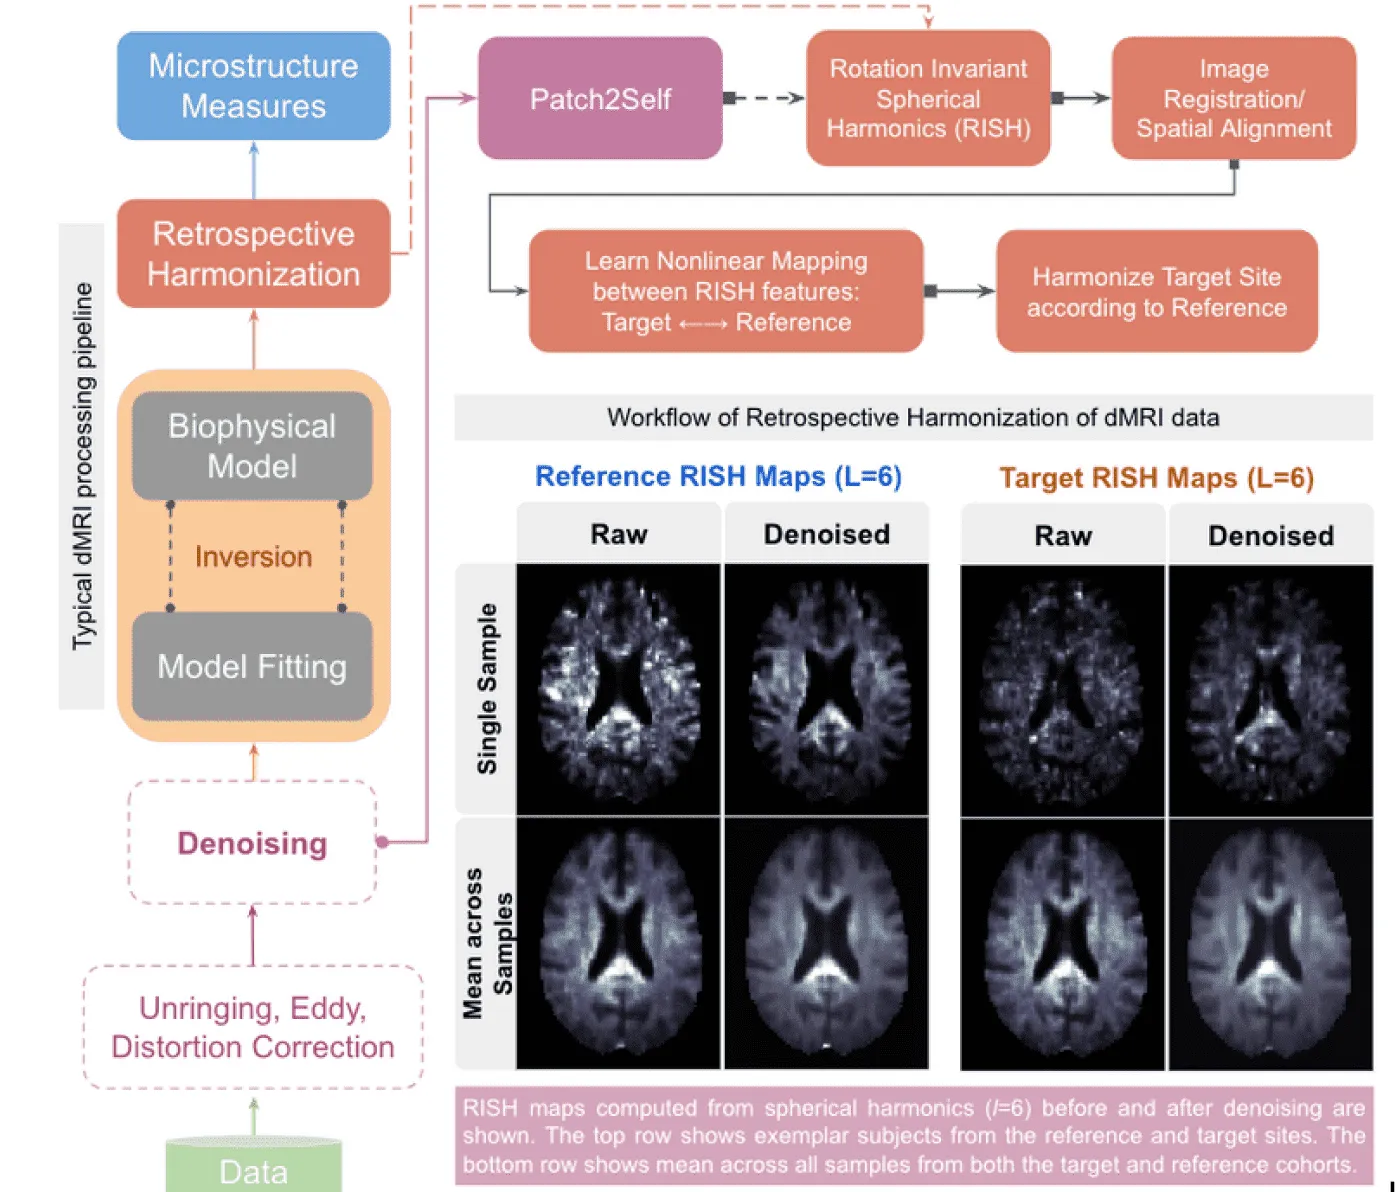 Microstructure
Measures
Retrospective
Harmonization
Typical dMRI processing pipeline
Biophysical
Model
Inversion
Model Fitting
Denoising
Unringing, Eddy,
Distortion Correction
Data
Patch2Self
Rotation Invariant
Spherical
Harmonics (RISH)
Image
Registration/
Spatial Alignment
Learn Nonlinear Mapping
between RISH features:
Target ←→ Reference
Harmonize Target Site
according to Reference
Workflow of Retrospective Harmonization of dMRI data
Reference RISH Maps (L=6)
Target RISH Maps (L=6)
Raw
Denoised
Raw
Denoised
Single Sample
Mean across
Samples
RISH maps computed from spherical harmonics (l=6) before and after denoising are
shown. The top row shows exemplar subjects from the reference and target sites. The
bottom row shows mean across all samples from both the target and reference cohorts.